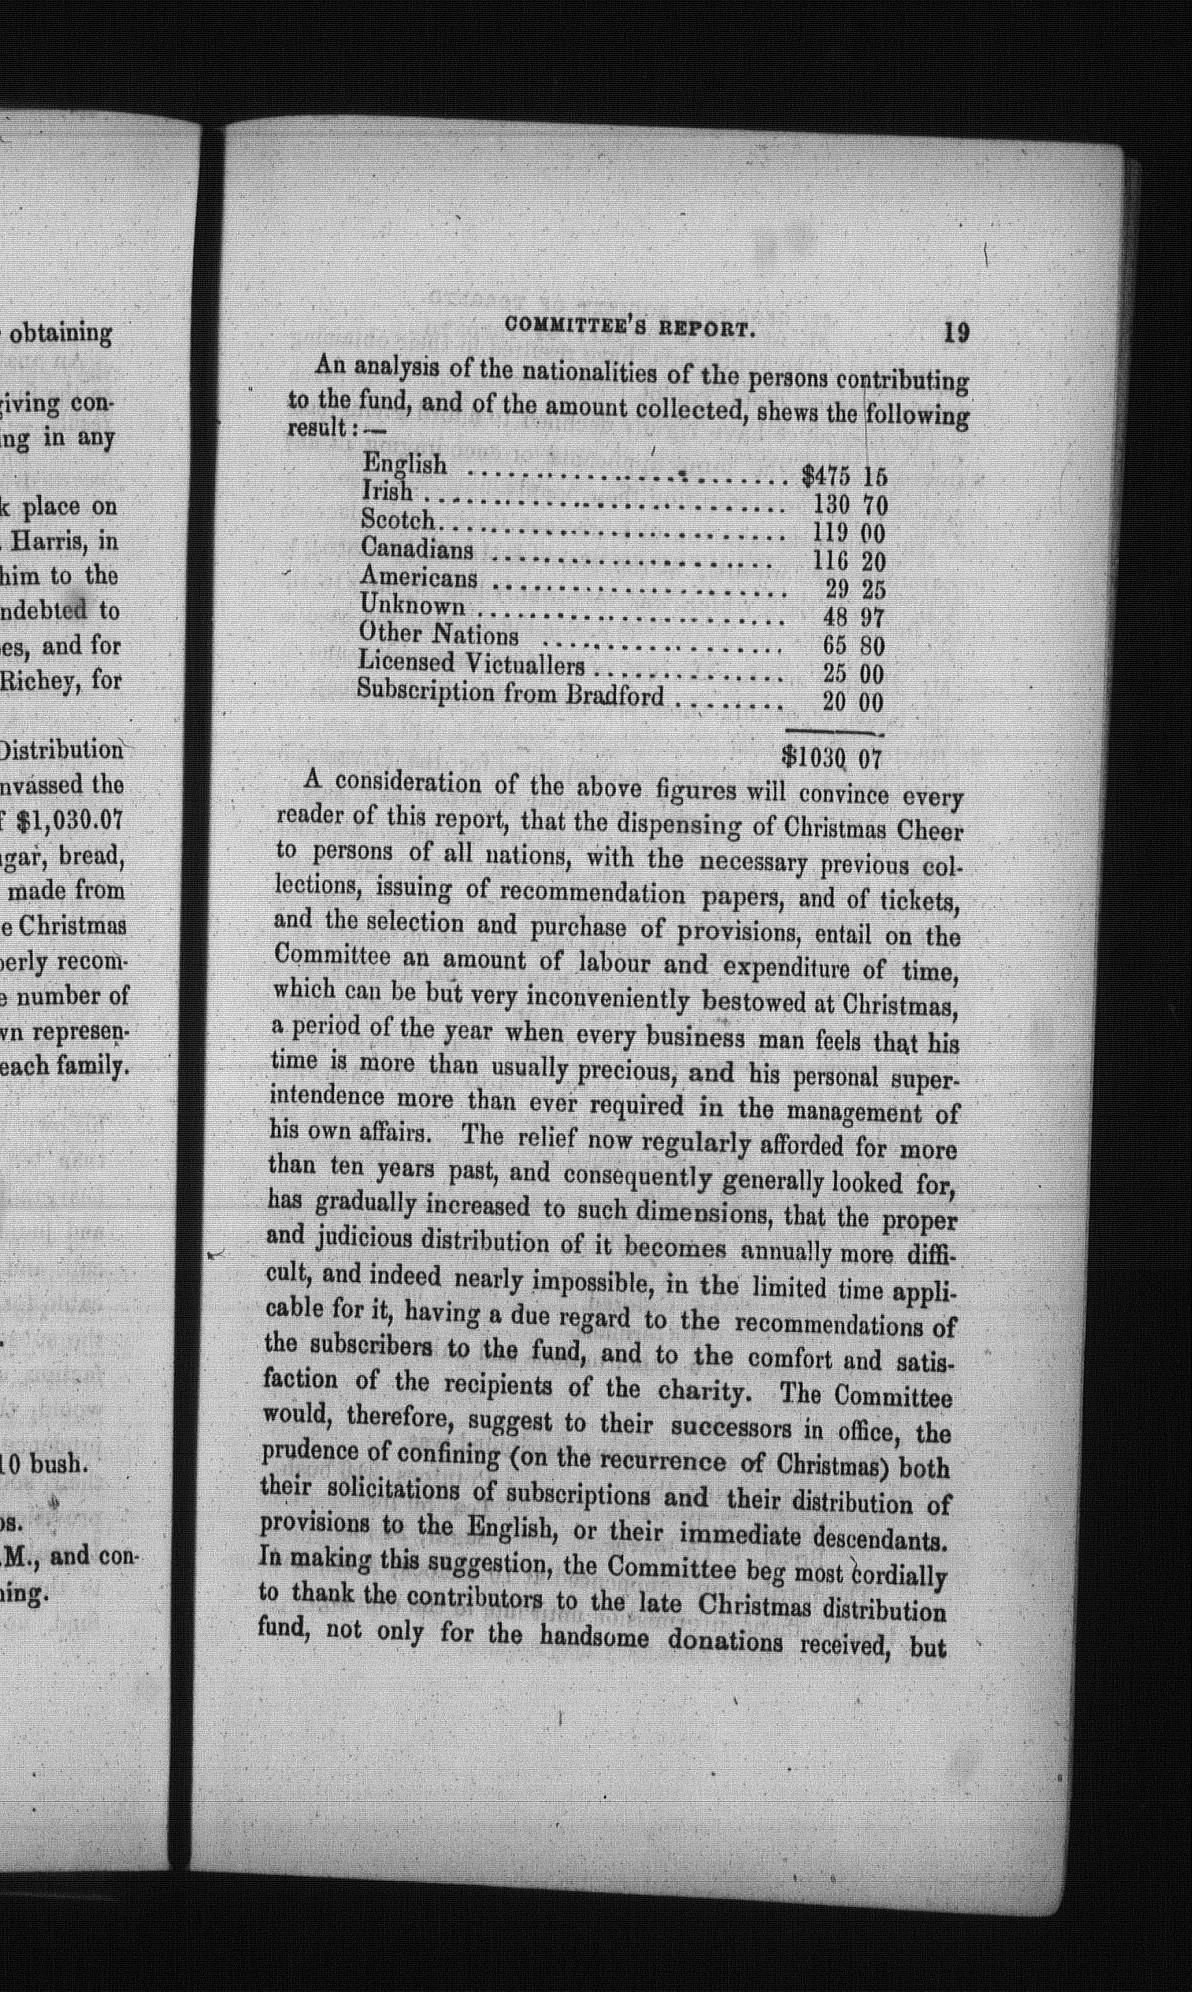 obtaining
giving con-
ing in any
k place on
Harris, in
him to the
ndebted to
es, and for
Richey, for
Distribution
nvassed the
f $1,030.07
gar, bread,
made from
e Christmas
perly recom-
e number of
wn represen-
each family.
10 bush.
os.
.M., and con-
ning.
COMMITTEE'S REPORT. 19
An analysis of the nationalities of the persons contributing
to the fund, and of the amount collected, shews the following
result:—
English .......................... $475 15
Irish ............................. 130 70
Scotch............................ 119 00
Canadians ...................... 116 20
Americans ....................... 29 25
Unknown ......................... 48 97
Other Nations .................. 65 80
Licensed Victuallers .............. 25 00
Subscription from Bradford ........ 20 00
$1030 07
A consideration of the above figures will convince every
reader of this report, that the dispensing of Christmas Cheer
to persons of all nations, with the necessary previous col-
lections, issuing of recommendation papers, and of tickets,
and the selection and purchase of provisions, entail on the
Committee an amount of labour and expenditure of time,
which can be but very inconveniently bestowed at Christmas,
a period of the year when every business man feels that his
time is more than usually precious, and his personal super-
intendence more than ever required in the management of
his own affairs. The relief now regularly afforded for more
than ten years past, and consequently generally looked for,
has gradually increased to such dimensions, that the proper
and judicious distribution of it becomes annually more diffi-
cult, and indeed nearly impossible, in the limited time appli-
cable for it, having a due regard to the recommendations of
the subscribers to the fund, and to the comfort and satis-
faction of the recipients of the charity. The Committee
would, therefore, suggest to their successors in office, the
prudence of confining (on the recurrence of Christmas) both
their solicitations of subscriptions and their distribution of
provisions to the English, or their immediate descendants.
In making this suggestion, the Committee beg most cordially
to thank the contributors to the late Christmas distribution
fund, not only for the handsome donations received, but